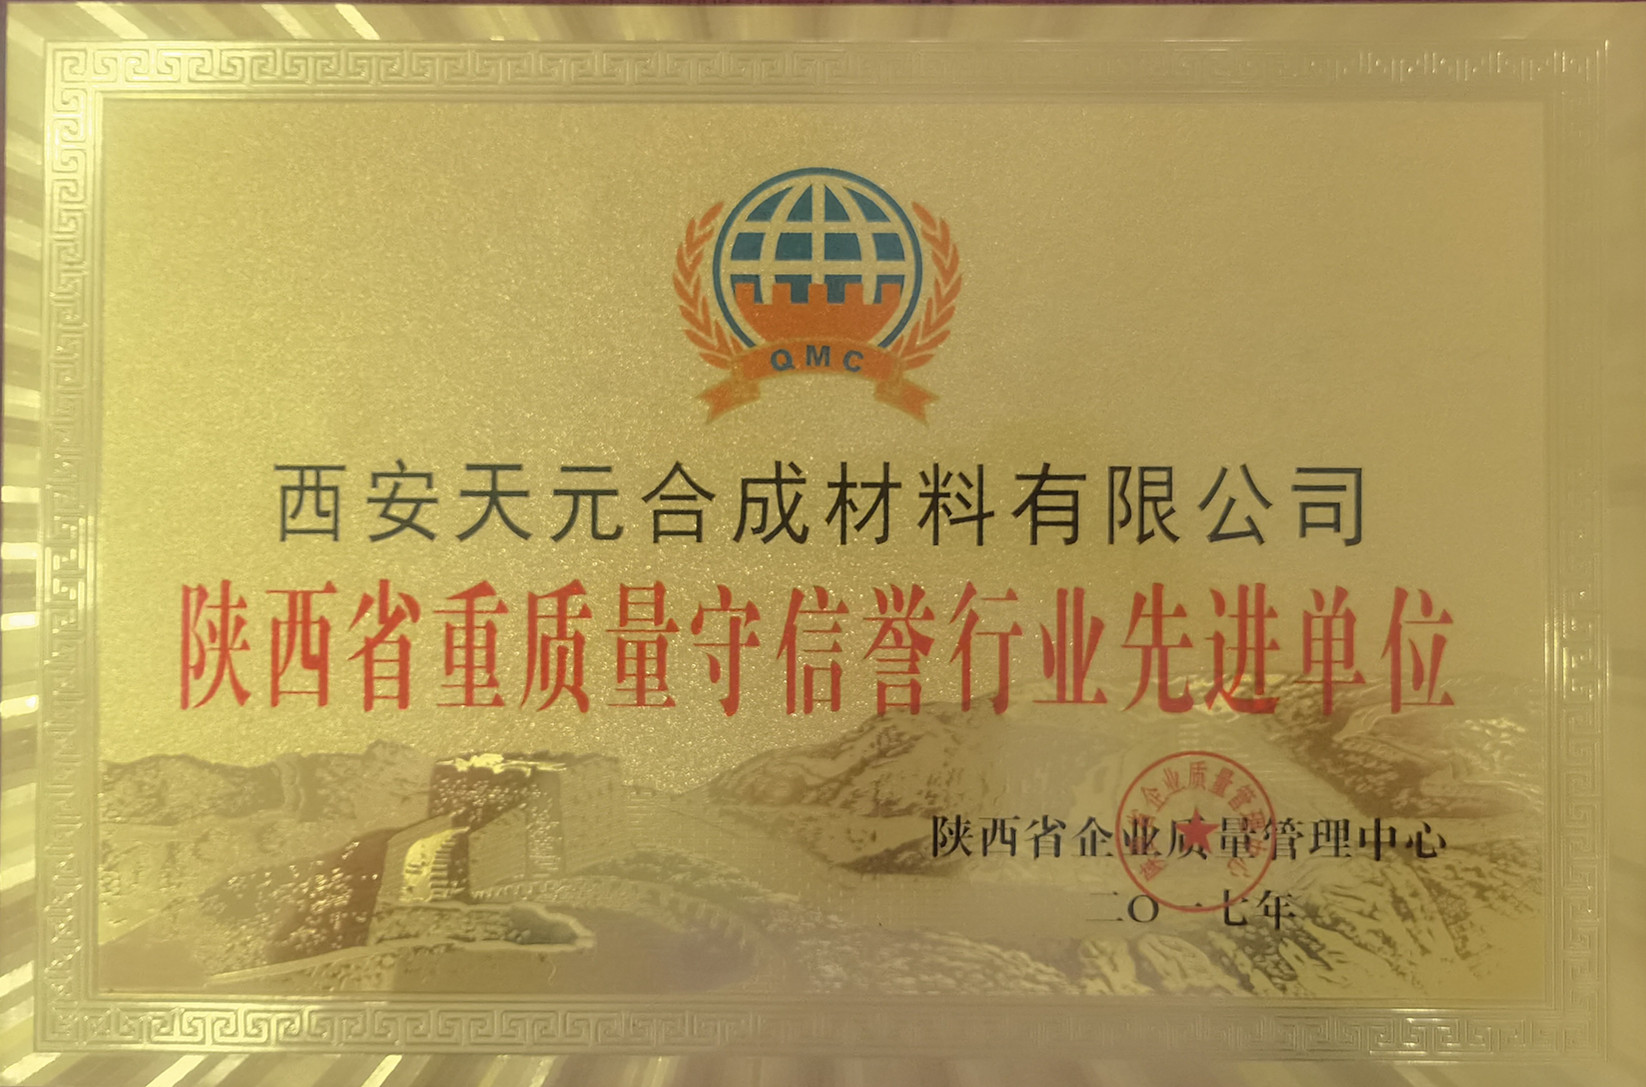 QMC
西安天元合成材料有限公司
陕西省重质量守信誉行业先进单位
陕西省企业质量管理中心
二〇一七年